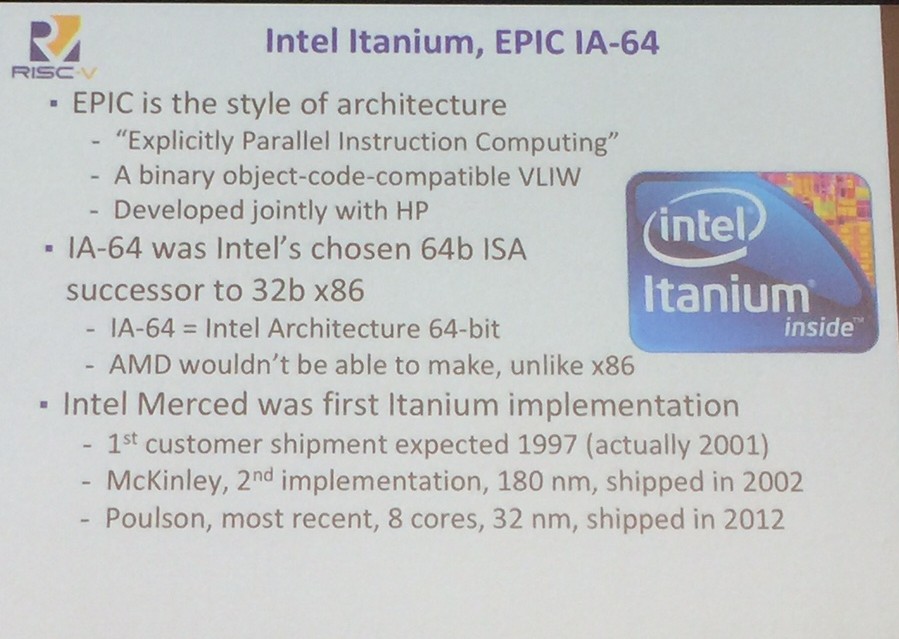 RISC-V
Intel Itanium, EPIC IA-64
▪ EPIC is the style of architecture
- “Explicitly Parallel Instruction Computing”
- A binary object-code-compatible VLIW
- Developed jointly with HP
▪ IA-64 was Intel’s chosen 64b ISA
successor to 32b x86
- IA-64 = Intel Architecture 64-bit
- AMD wouldn’t be able to make, unlike x86
▪ Intel Merced was first Itanium implementation
- 1st customer shipment expected 1997 (actually 2001)
- McKinley, 2nd implementation, 180 nm, shipped in 2002
- Poulson, most recent, 8 cores, 32 nm, shipped in 2012
intel
Itanium
inside™